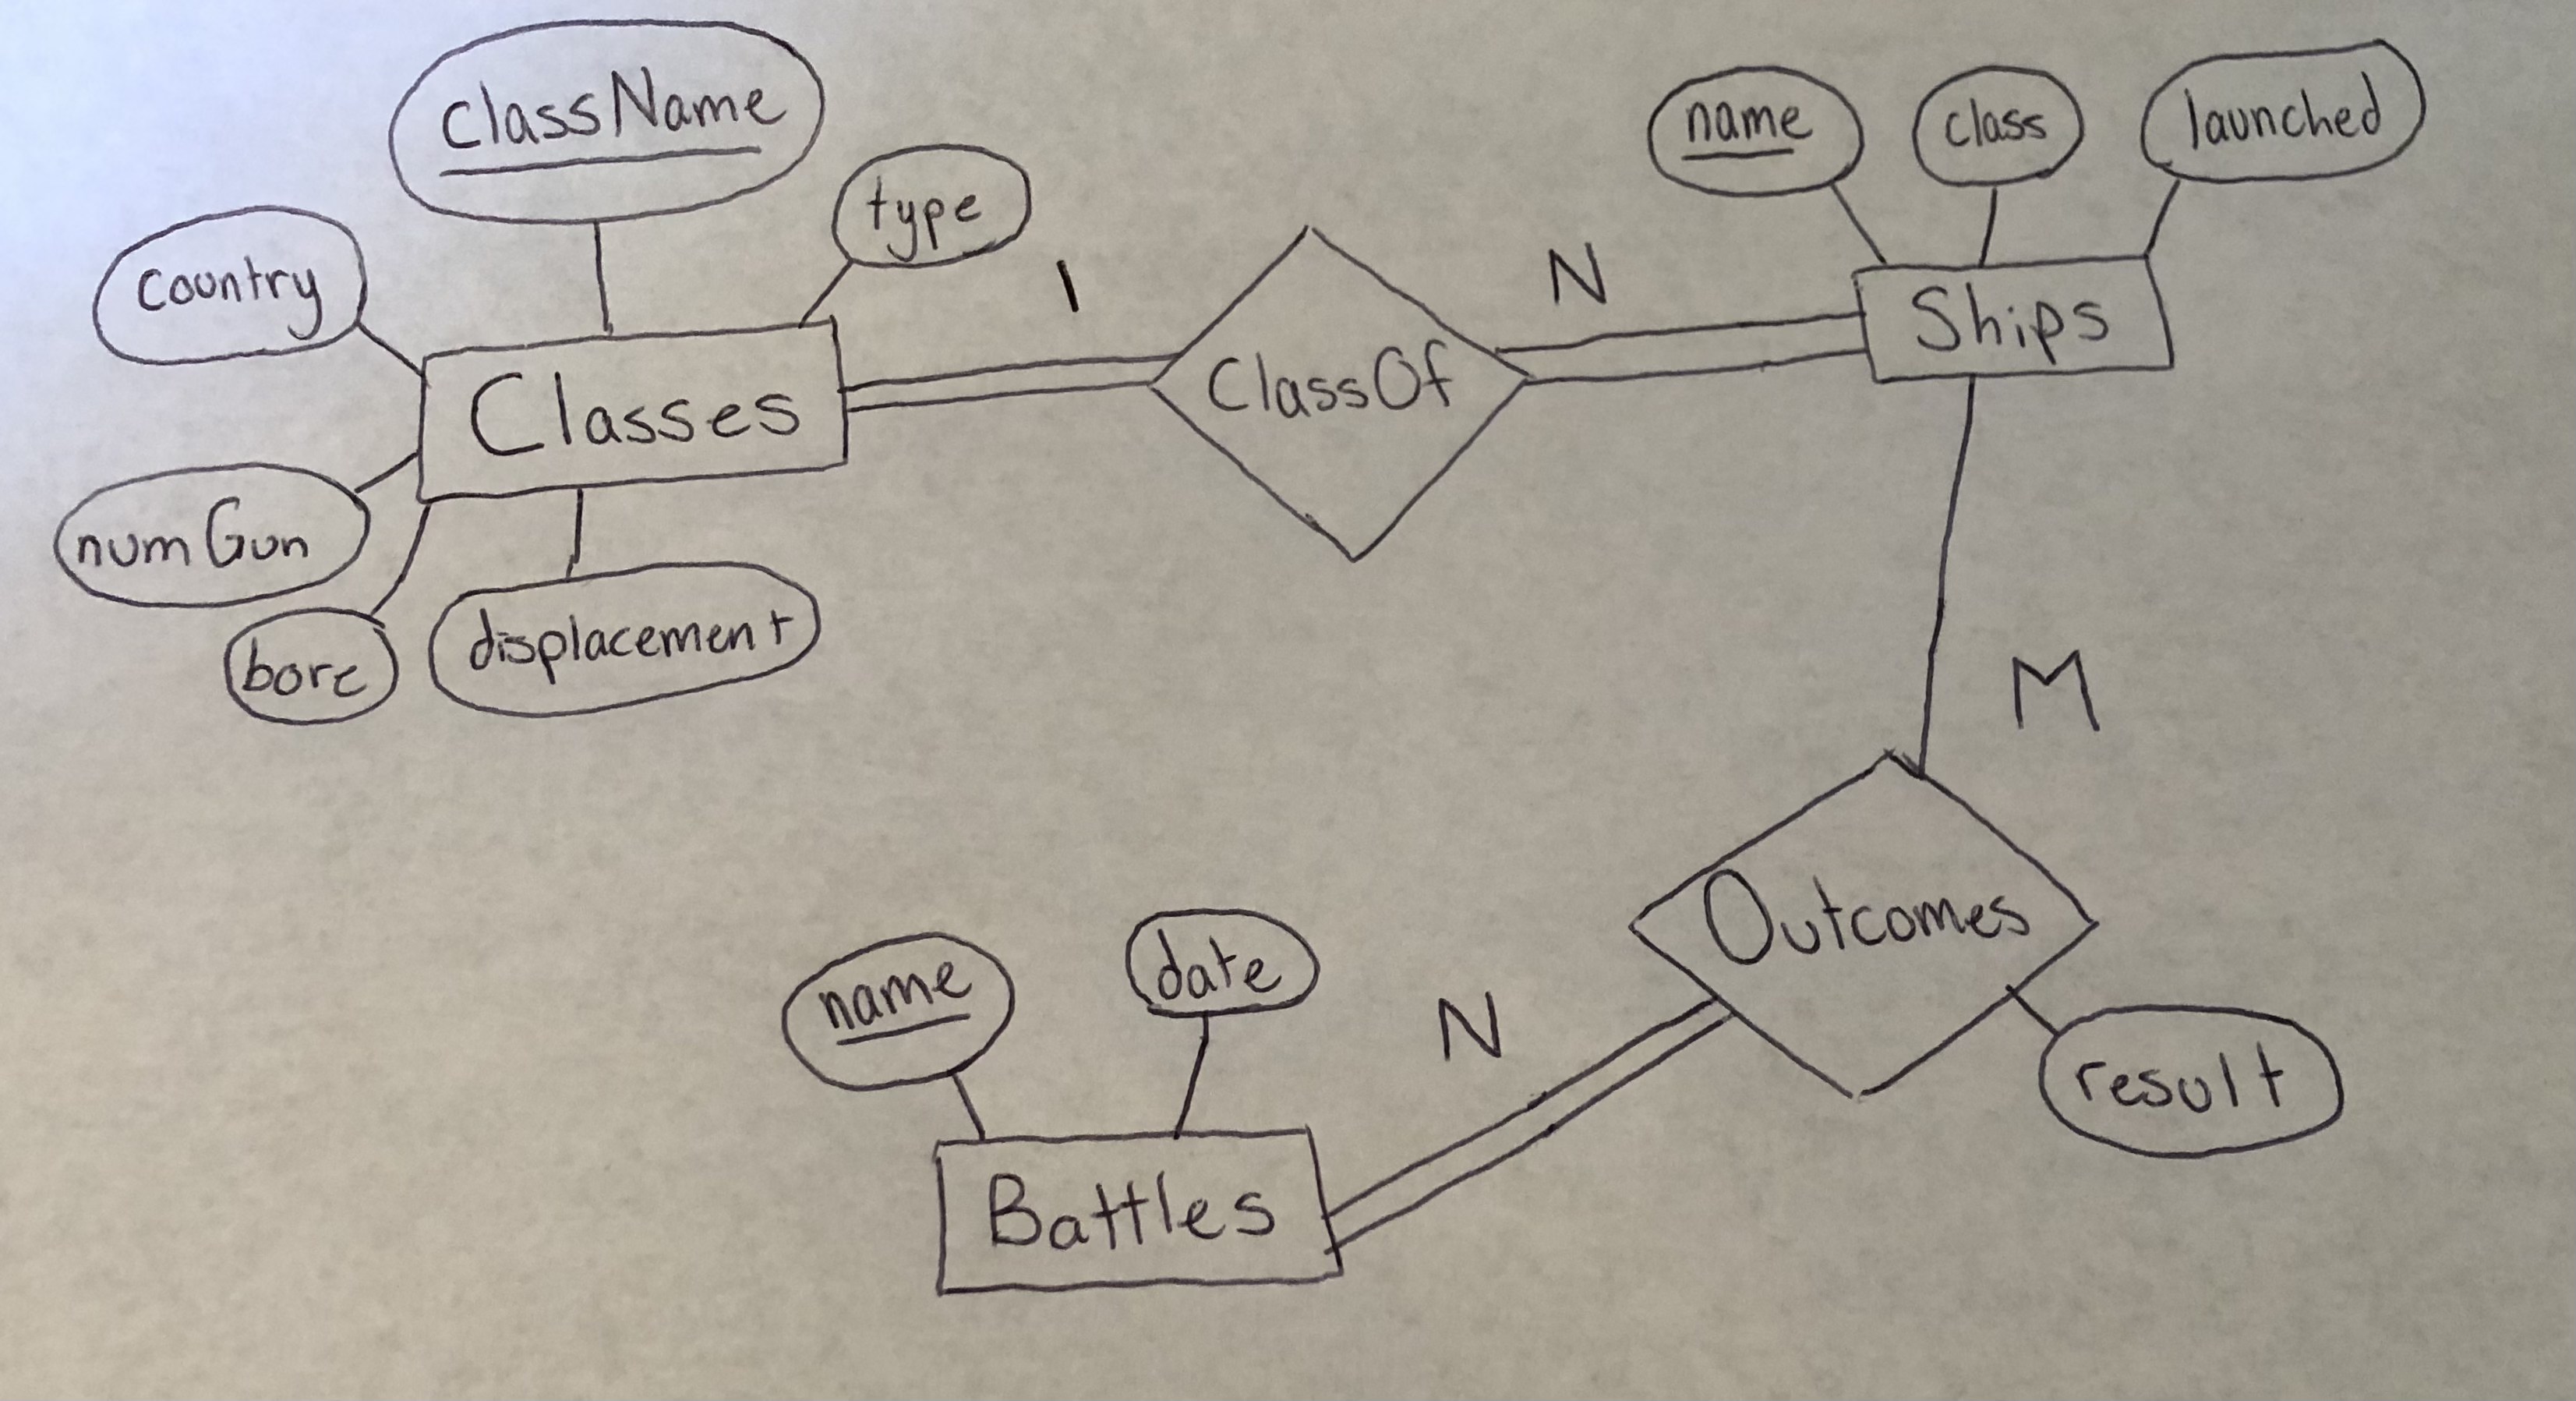 className
name
class
launched
type
country
1
N
Ships
Classes
ClassOf
numGun
bore
displacement
M
Outcomes
name
date
N
result
Battles